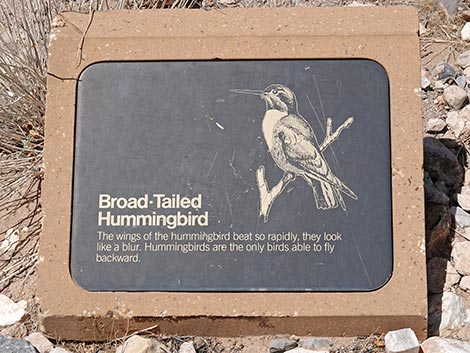 Broad-Tailed
Hummingbird
The wings of the hummingbird beat so rapidly, they look
like a blur. Hummingbirds are the only birds able to fly
backward.